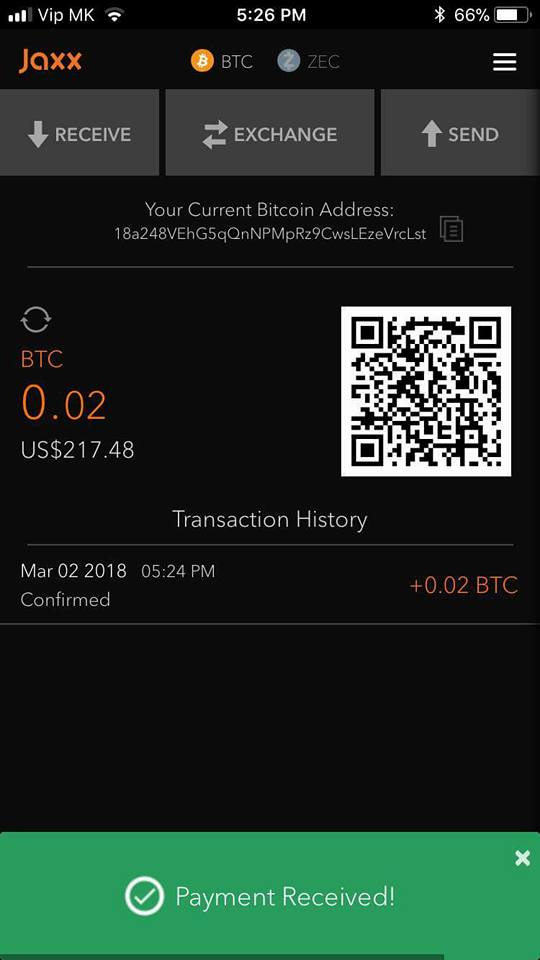 Vip MK 5:26 PM 66%
Jaxx BTC ZEC
RECEIVE EXCHANGE SEND
Your Current Bitcoin Address:
18a248VEhG5qQnNPMpRz9CwsLEzeVrcLst
BTC
0.02
US$217.48
Transaction History
Mar 02 2018 05:24 PM
+0.02 BTC
Confirmed
Payment Received!